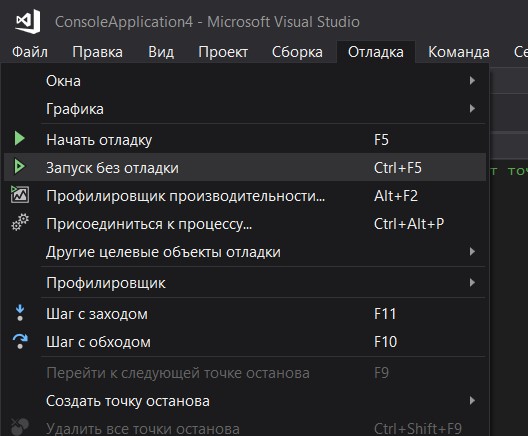 ConsoleApplication4 - Microsoft Visual Studio
Файл Правка Вид Проект Сборка Отладка Команда
Окна
Графика
Начать отладку F5
Запуск без отладки Ctrl+F5
Профилировщик производительности... Alt+F2
Присоединиться к процессу... Ctrl+Alt+P
Другие целевые объекты отладки
Профилировщик
Шаг с заходом F11
Шаг с обходом F10
Перейти к следующей точке останова F9
Создать точку останова
Удалить все точки останова Ctrl+Shift+F9